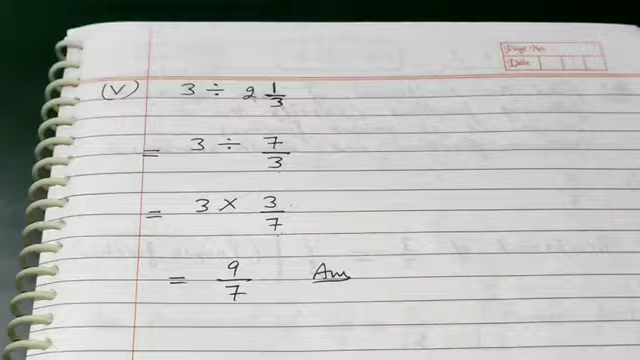 Page No.
Date
(V) 3 ÷ 2 1/3
= 3 ÷ 7/3
= 3 × 3/7
= 9/7 Ans